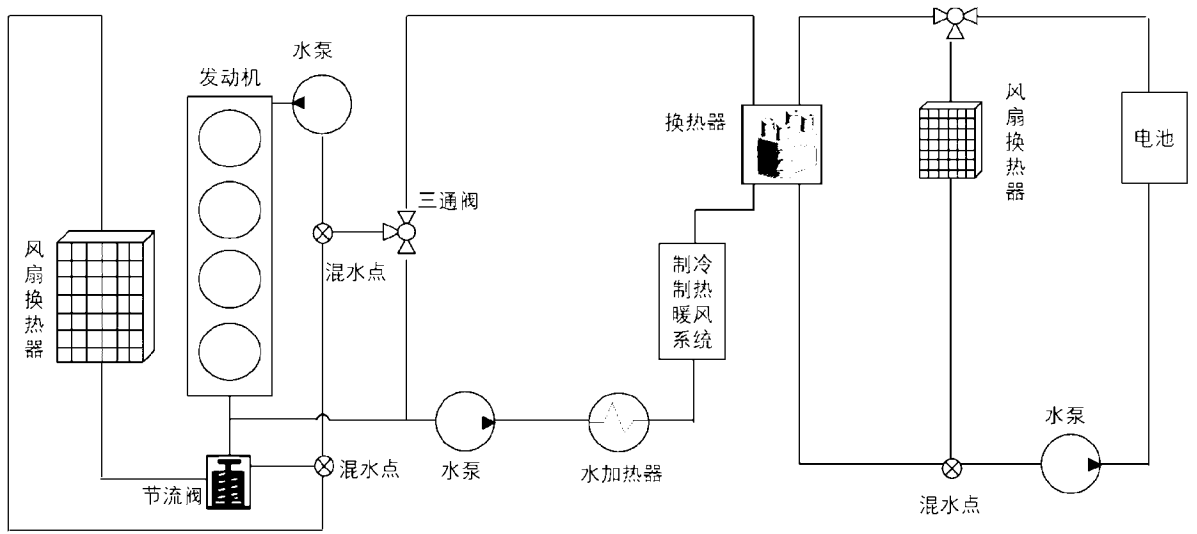 水泵
发动机
换热器
风扇换热器
电池
三通阀
混水点
风扇换热器
制冷
制热
暖风
系统
水泵
混水点
水泵
水加热器
节流阀
混水点